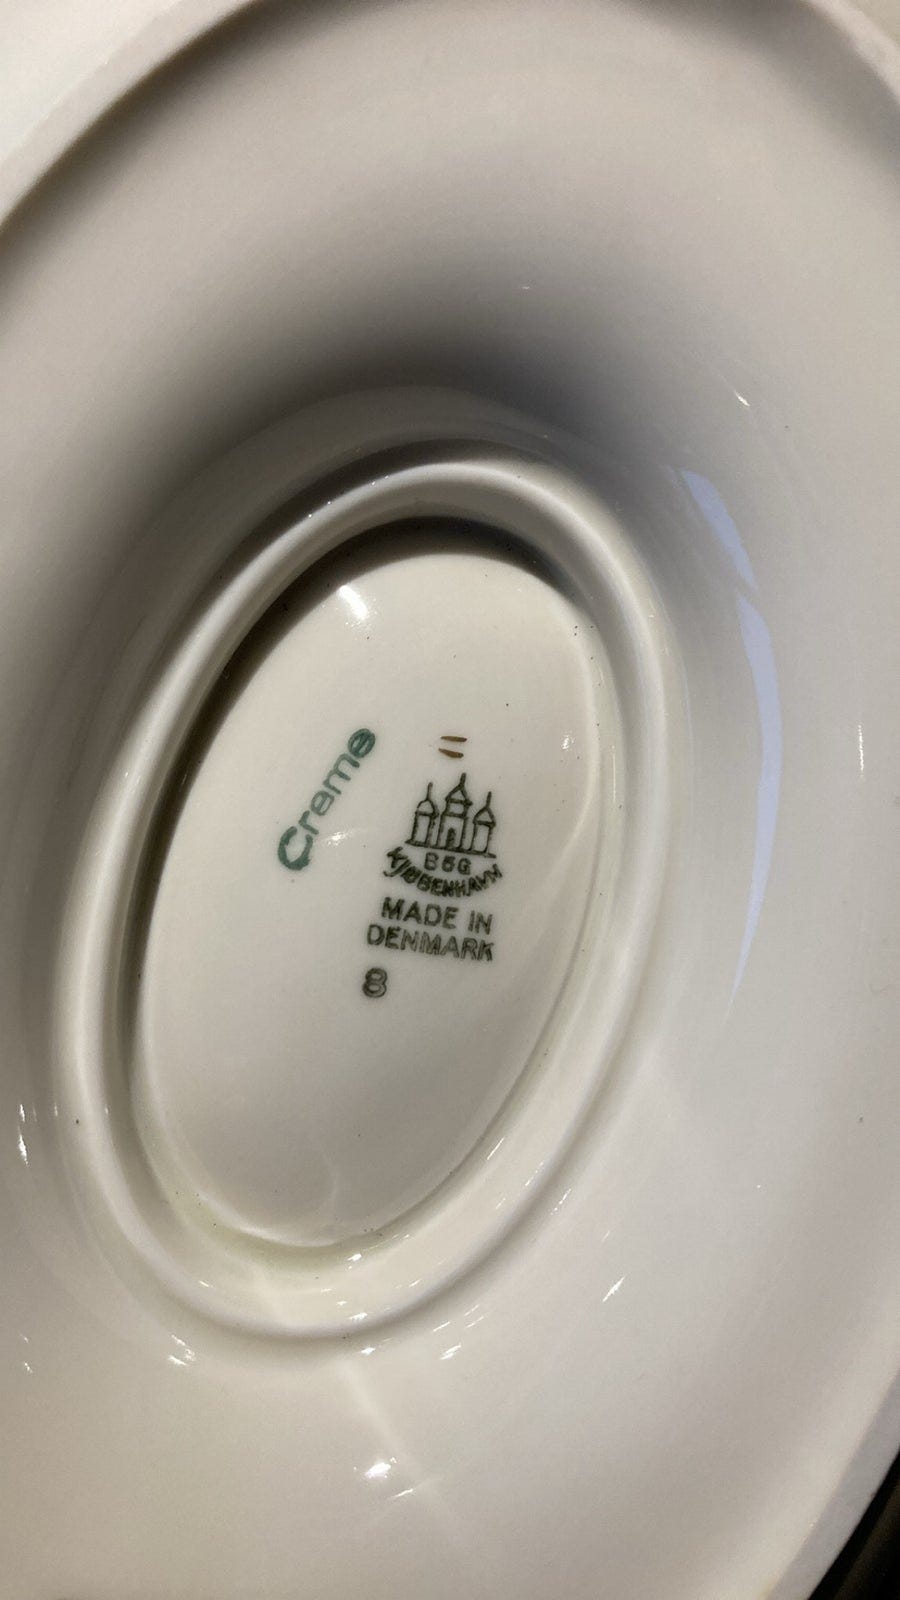 Creme
B&G
KJØBENHAVN
MADE IN
DENMARK
8